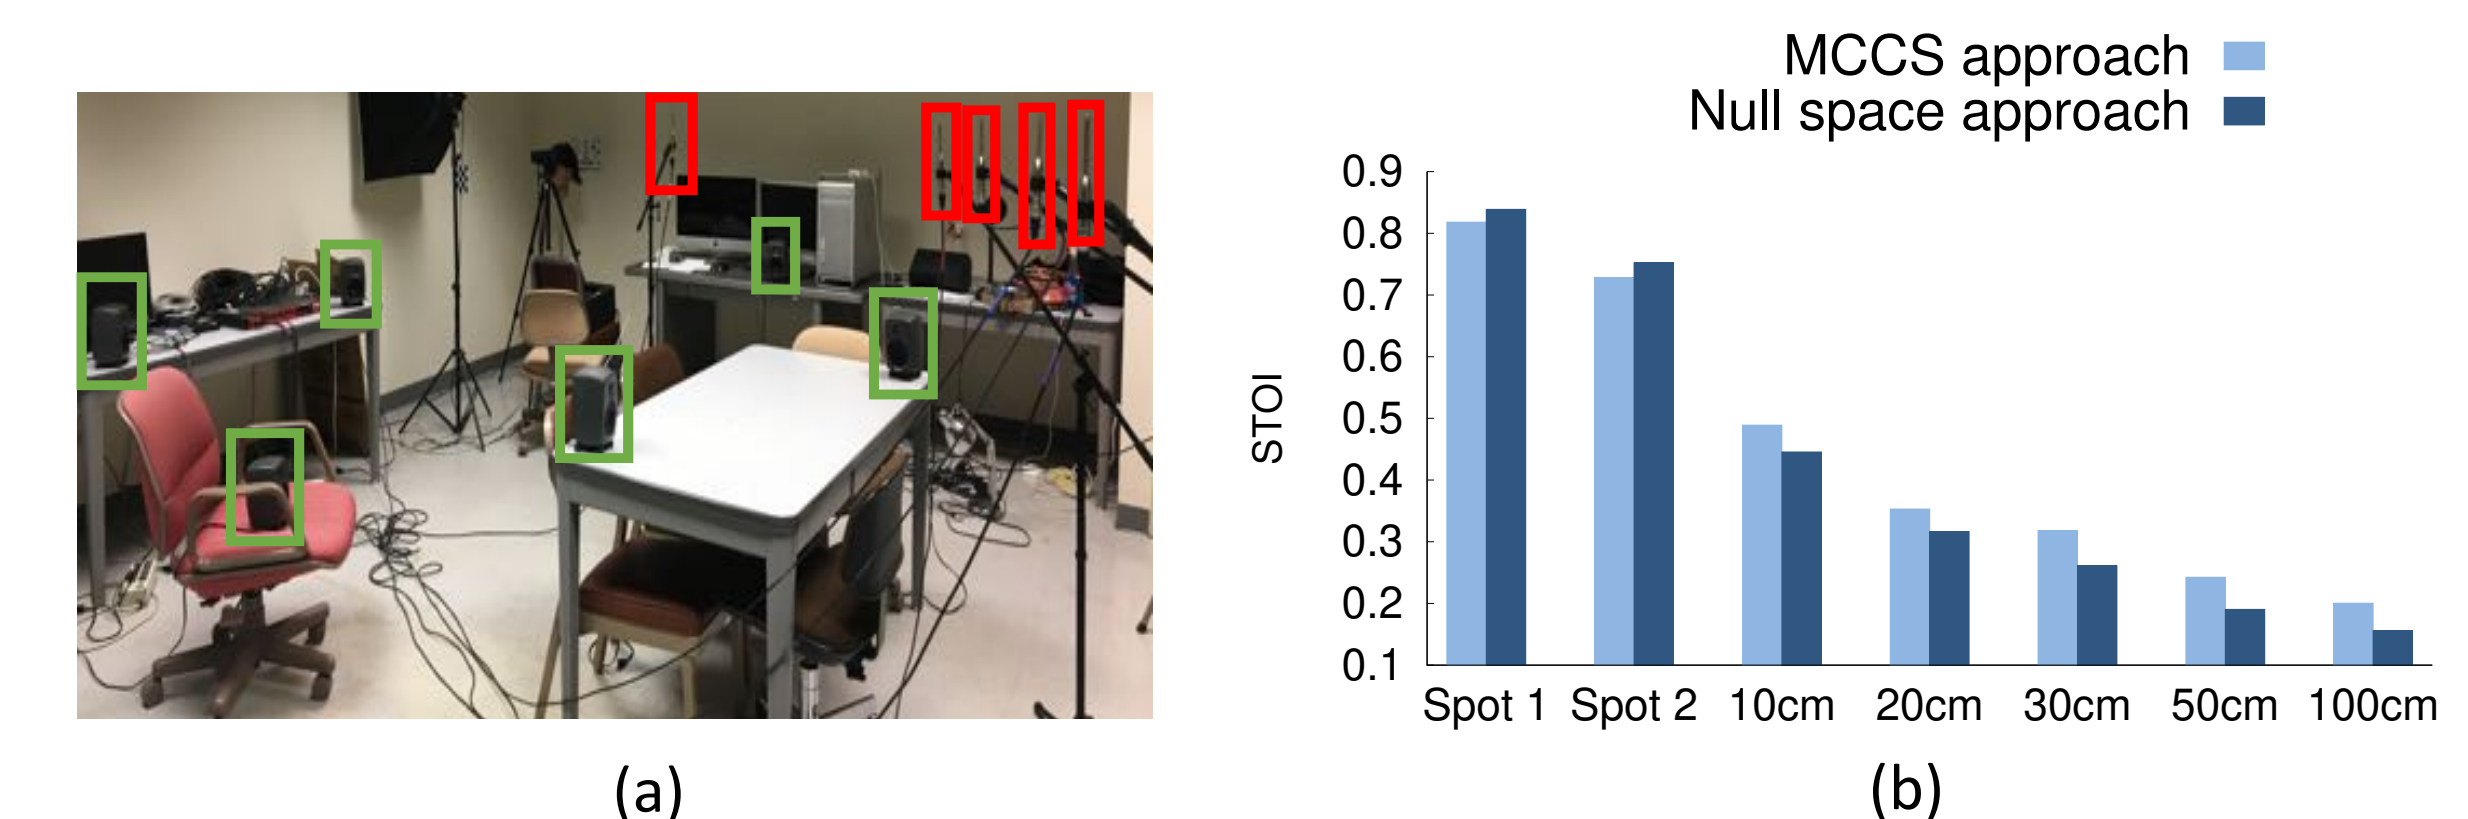 MCCS approach
Null space approach
0.9
0.8
0.7
0.6
0.5
0.4
0.3
0.2
0.1
STOI
Spot 1 Spot 2 10cm 20cm 30cm 50cm 100cm
(a)
(b)